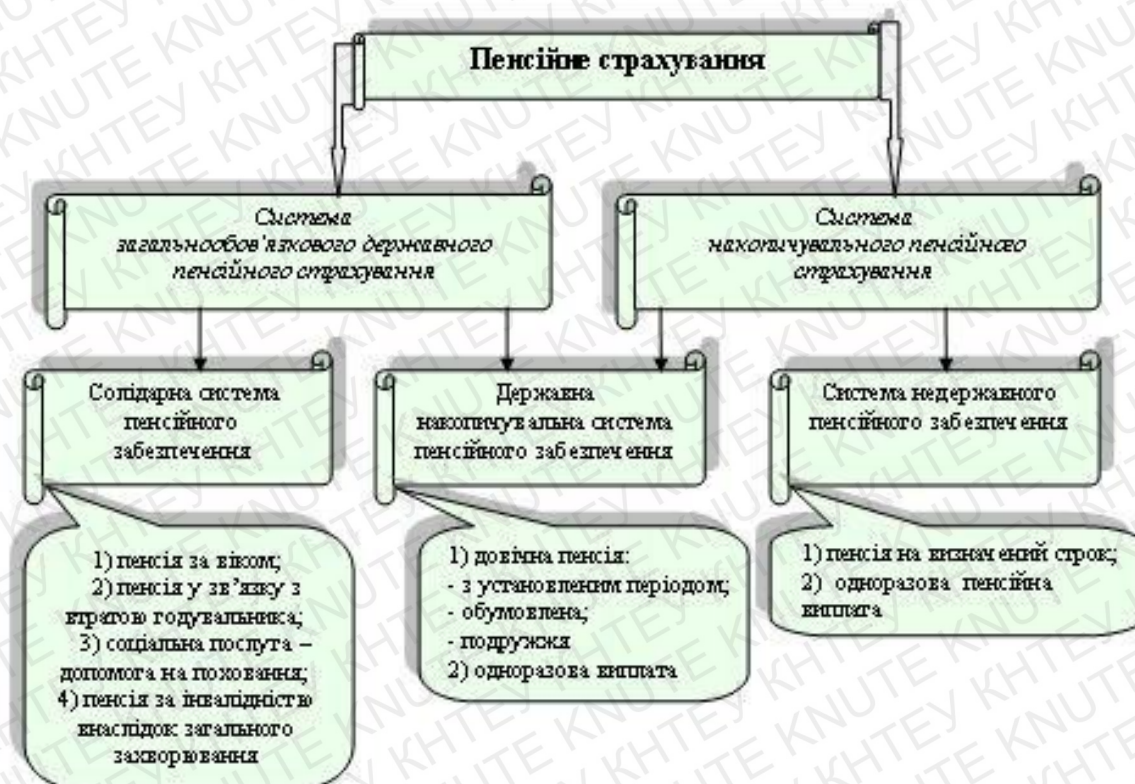 Пенсійне страхування
Система
загальнообов'язкового державного
пенсійного страхування
Система
накопичувального пенсійного
страхування
Солідарна система
пенсійного
забезпечення
Державна
накопичувальна система
пенсійного забезпечення
Система недержавного
пенсійного забезпечення
1) пенсія за віком;
2) пенсія у зв'язку з
втратою годувальника;
3) соціальна послуга –
допомога на поховання;
4) пенсія за інвалідністю
внаслідок загального
захворювання
1) довічна пенсія:
- з установленим періодом;
- обумовлена;
- подружжя
2) одноразова виплата
1) пенсія на визначений строк;
2) одноразова пенсійна
виплата